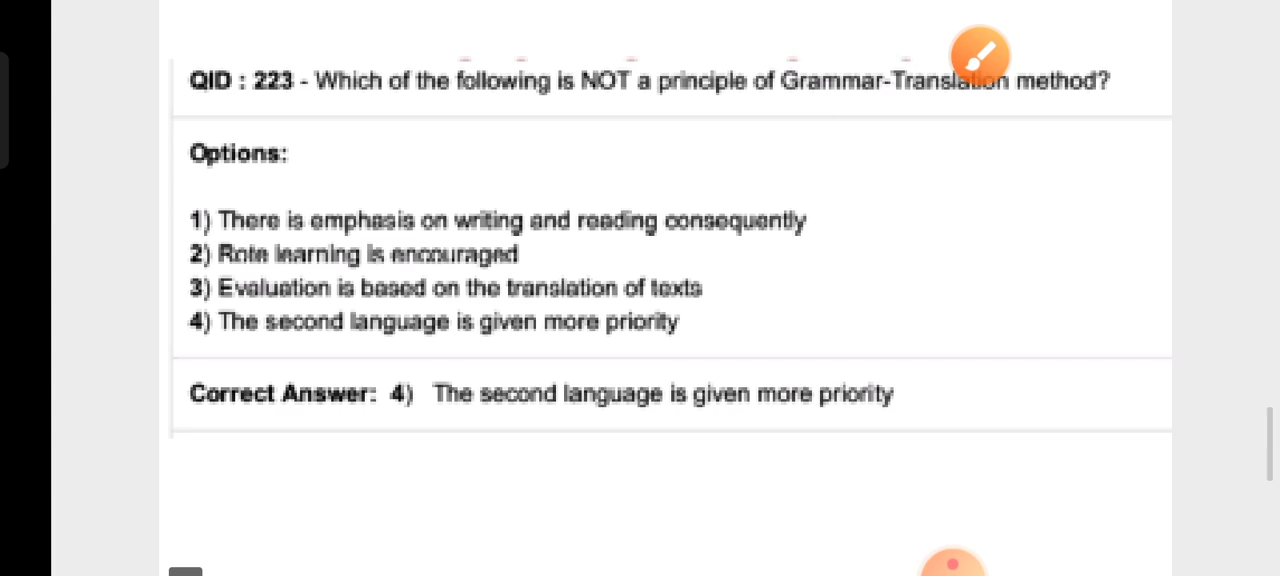 QID : 223 - Which of the following is NOT a principle of Grammar-Translation method?
Options:
1) There is emphasis on writing and reading consequently
2) Rote learning is encouraged
3) Evaluation is based on the translation of texts
4) The second language is given more priority
Correct Answer: 4) The second language is given more priority